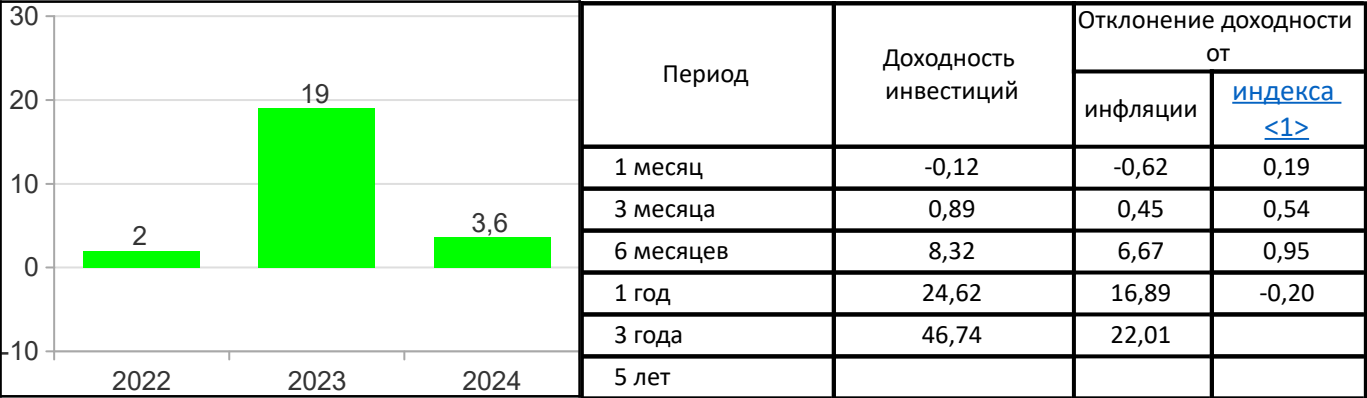 30
20
10
0
-10
2
19
3,6
2022 2023 2024
Период
Доходность
инвестиций
Отклонение доходности
от
инфляции
индекса
<1>
1 месяц -0,12 -0,62 0,19
3 месяца 0,89 0,45 0,54
6 месяцев 8,32 6,67 0,95
1 год 24,62 16,89 -0,20
3 года 46,74 22,01
5 лет